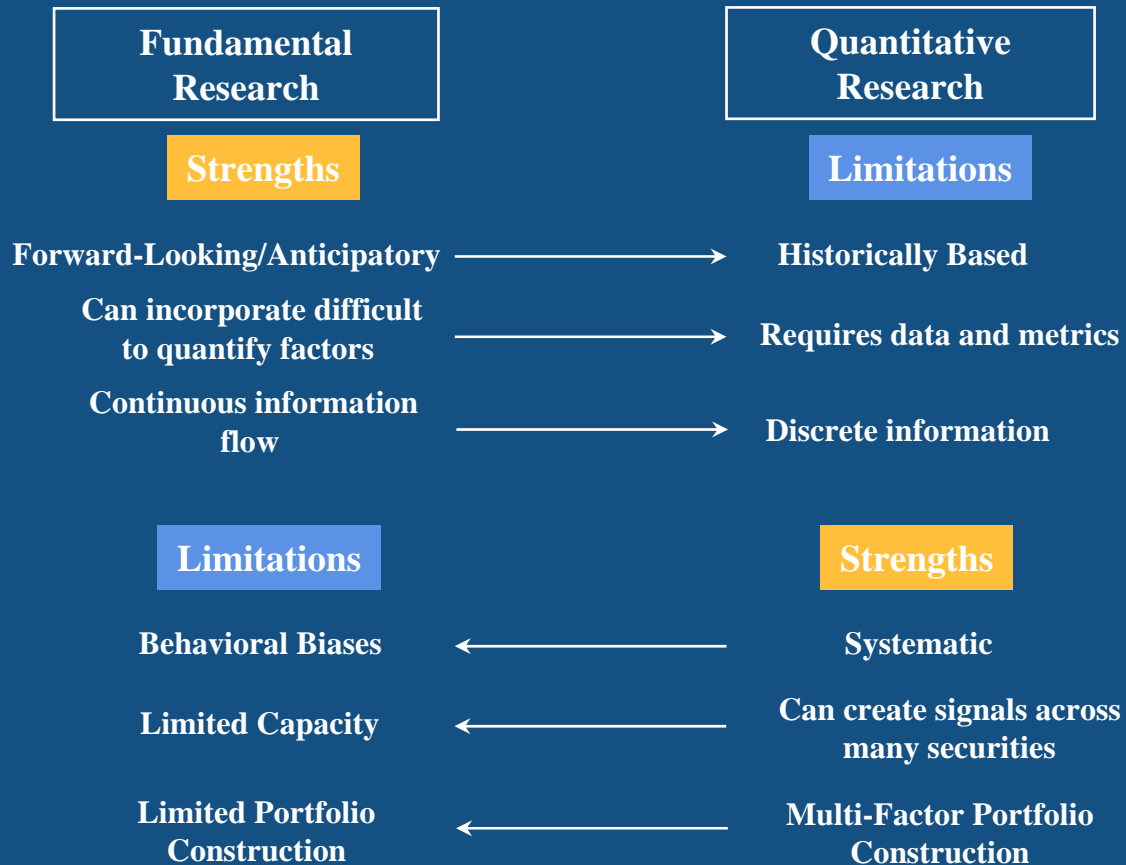 Fundamental
Research
Quantitative
Research
Strengths
Limitations
Forward-Looking/Anticipatory
Historically Based
Can incorporate difficult
to quantify factors
Requires data and metrics
Continuous information
flow
Discrete information
Limitations
Strengths
Behavioral Biases
Systematic
Limited Capacity
Can create signals across
many securities
Limited Portfolio
Construction
Multi-Factor Portfolio
Construction